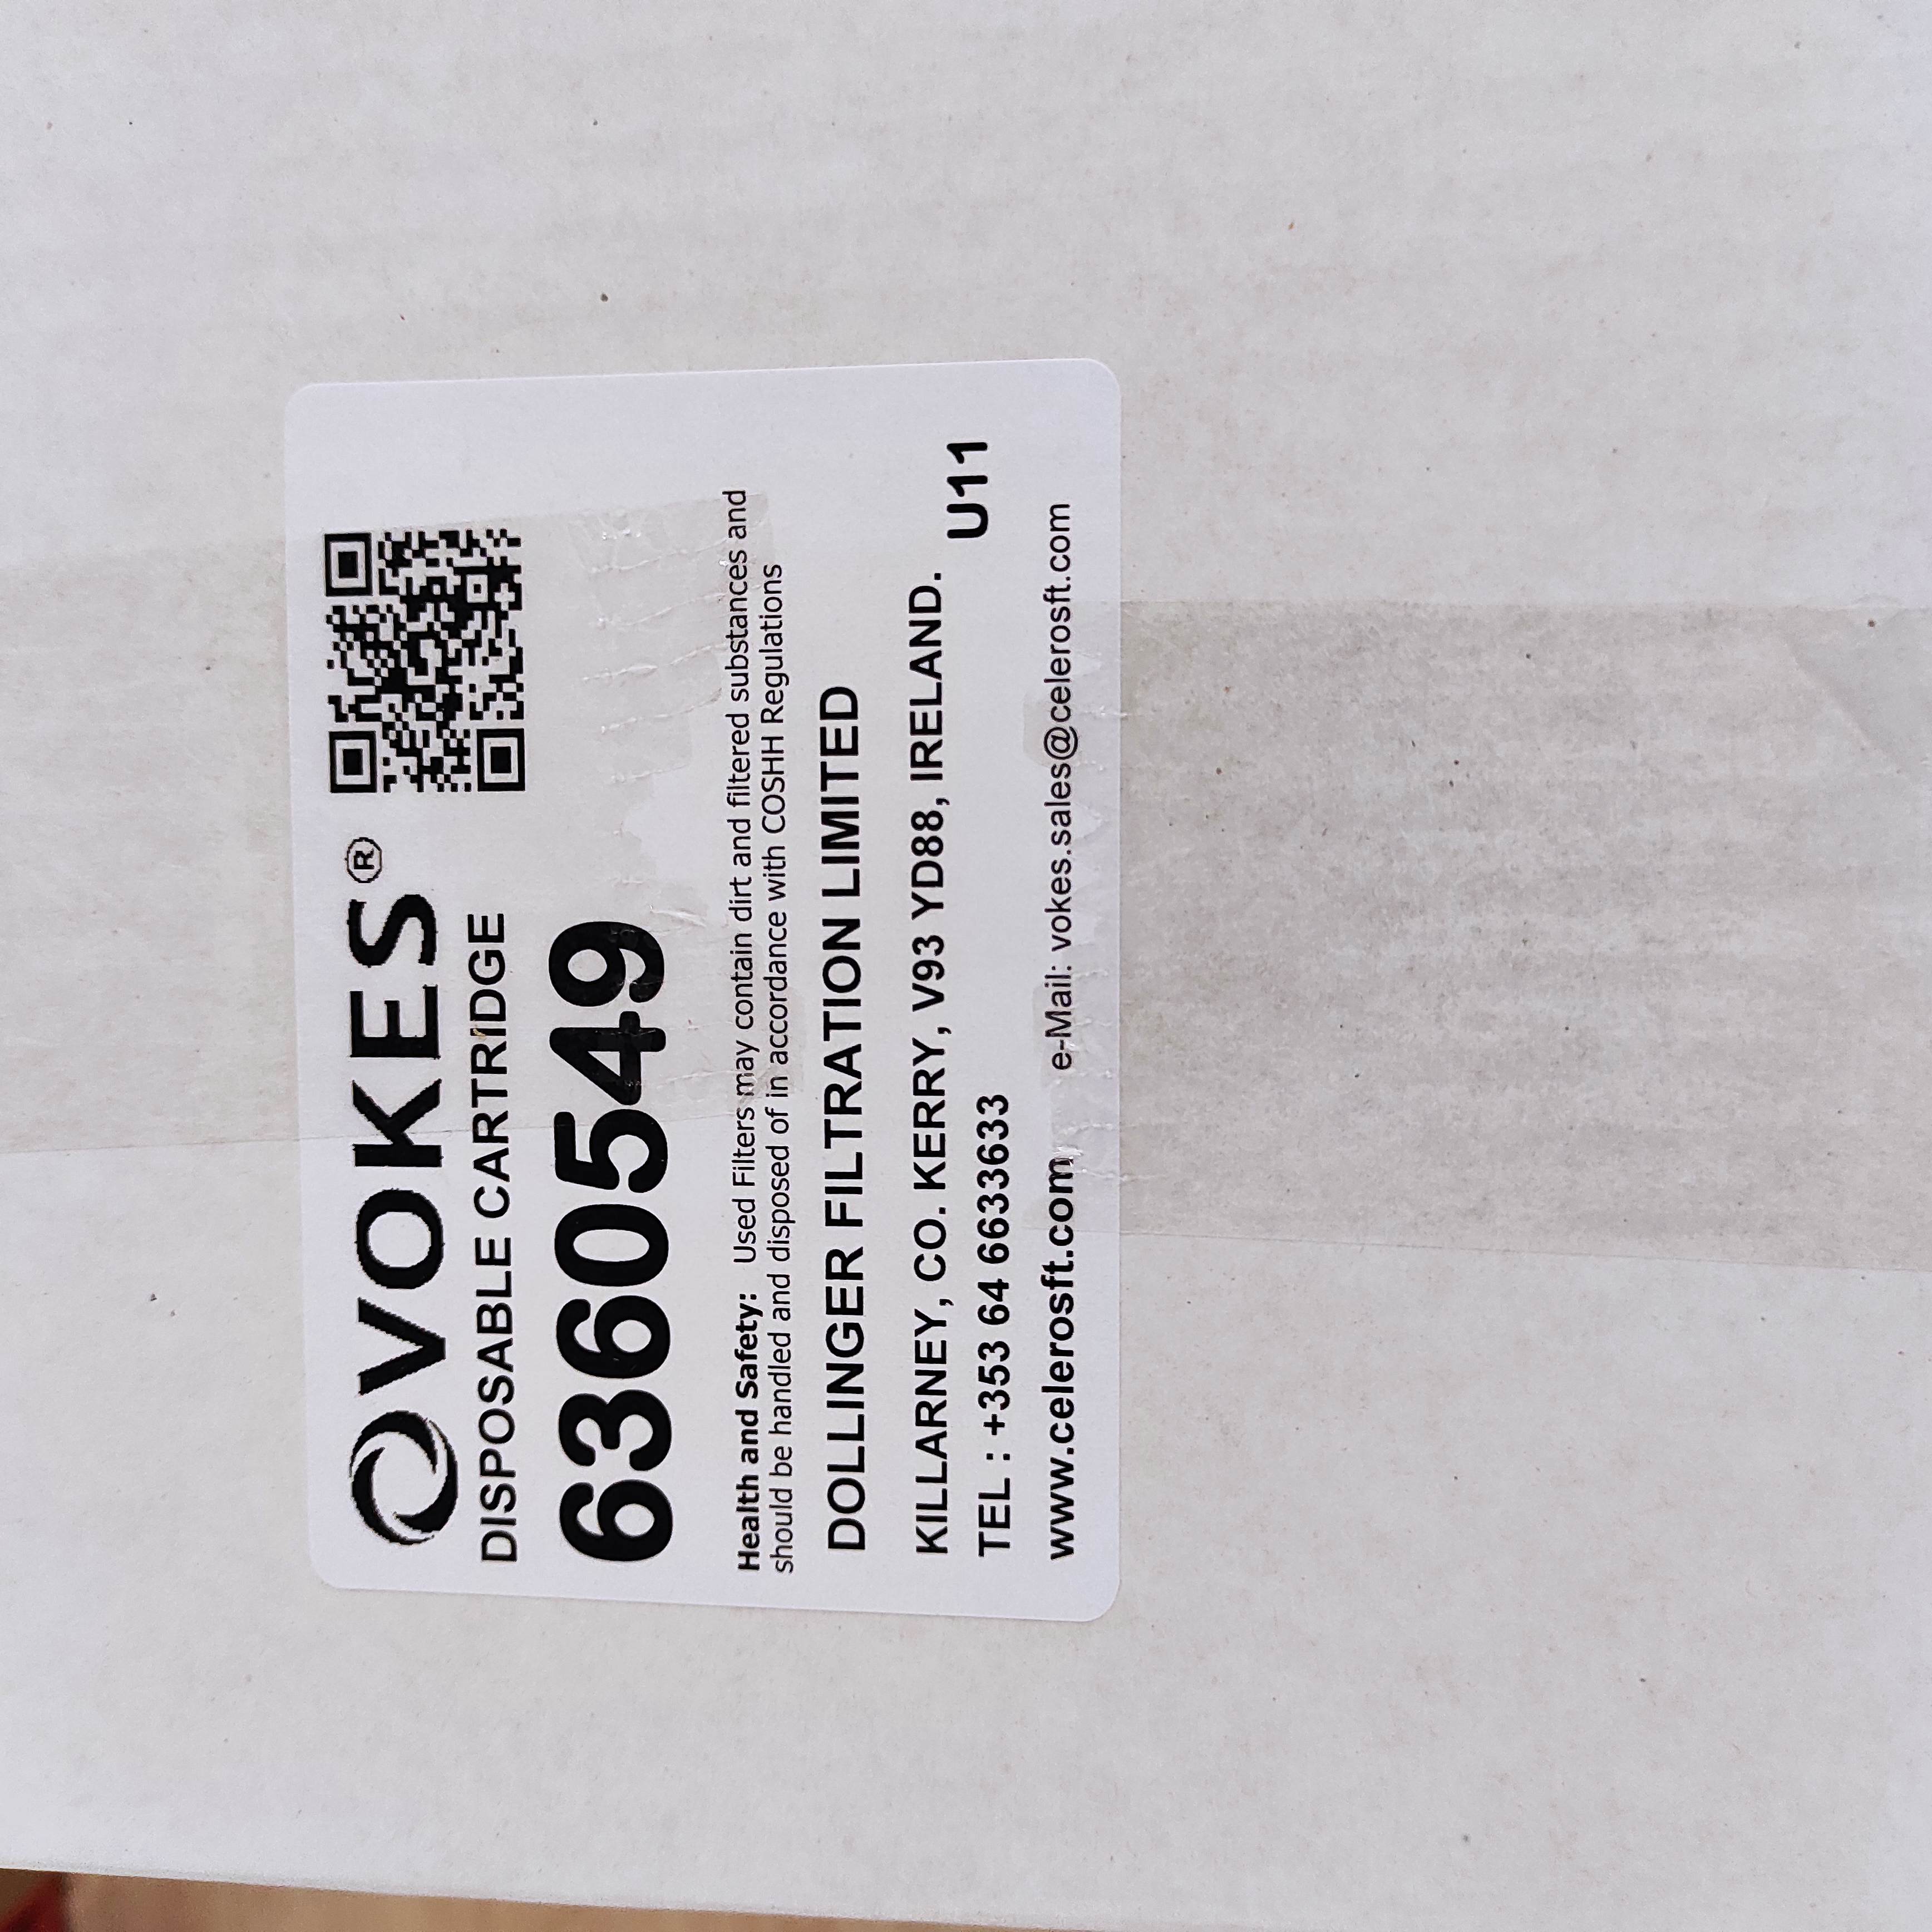 VOKES®
DISPOSABLE CARTRIDGE
6360549
Health and Safety: Used Filters may contain dirt and filtered substances and
should be handled and disposed of in accordance with COSHH Regulations
DOLLINGER FILTRATION LIMITED
KILLARNEY, CO. KERRY, V93 YD88, IRELAND.
TEL : +353 64 6633633 U11
www.celerosft.com e-Mail: vokes.sales@celerosft.com